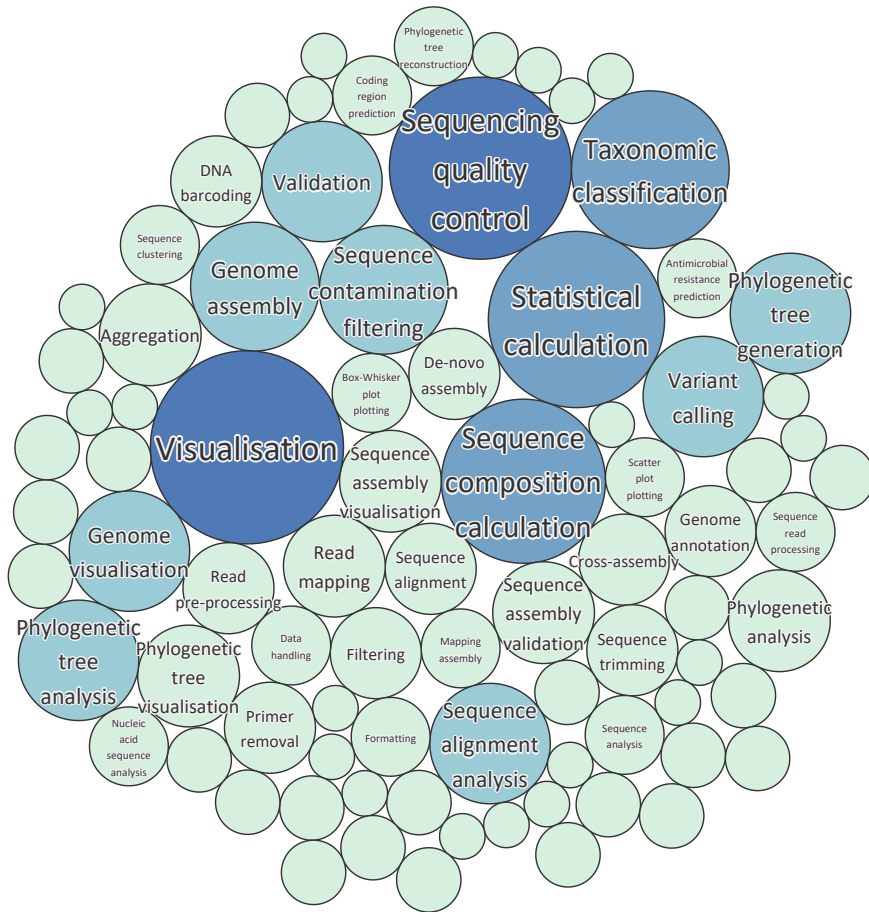 Phylogenetic
tree
reconstruction
Coding
region
prediction
Sequencing
quality
control
Taxonomic
classification
DNA
barcoding
Validation
Sequence
clustering
Genome
assembly
Sequence
contamination
filtering
Statistical
calculation
Antimicrobial
resistance
prediction
Phylogenetic
tree
generation
Aggregation
Box-Whisker
plot
plotting
De-novo
assembly
Variant
calling
Visualisation
Sequence
assembly
visualisation
Sequence
composition
calculation
Scatter
plot
plotting
Genome
visualisation
Read
pre-processing
Read
mapping
Sequence
alignment
Cross-assembly
Genome
annotation
Sequence
read
processing
Phylogenetic
tree
analysis
Phylogenetic
tree
visualisation
Data
handling
Filtering
Mapping
assembly
Sequence
assembly
validation
Sequence
trimming
Phylogenetic
analysis
Nucleic
acid
sequence
analysis
Primer
removal
Formatting
Sequence
alignment
analysis
Sequence
analysis